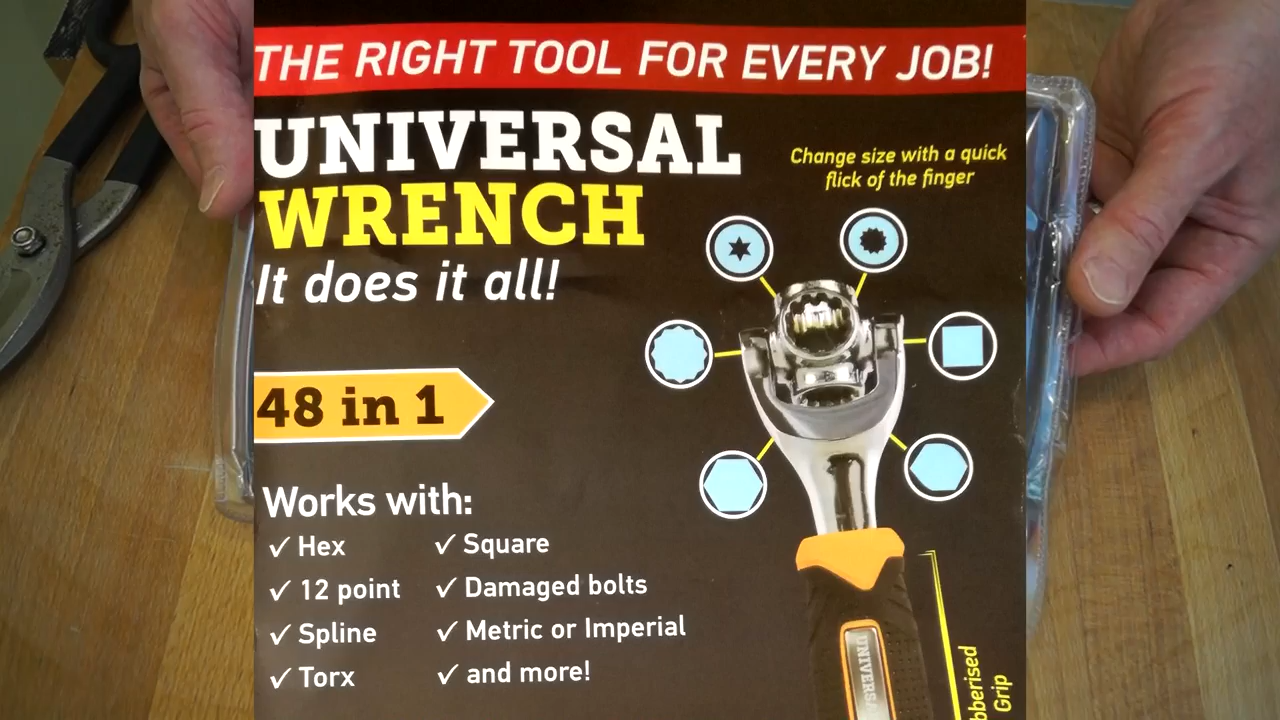 THE RIGHT TOOL FOR EVERY JOB!
UNIVERSAL
WRENCH
It does it all!
Change size with a quick
flick of the finger
48 in 1
Works with:
✓ Hex
✓ 12 point
✓ Spline
✓ Torx
✓ Square
✓ Damaged bolts
✓ Metric or Imperial
✓ and more!
Grip